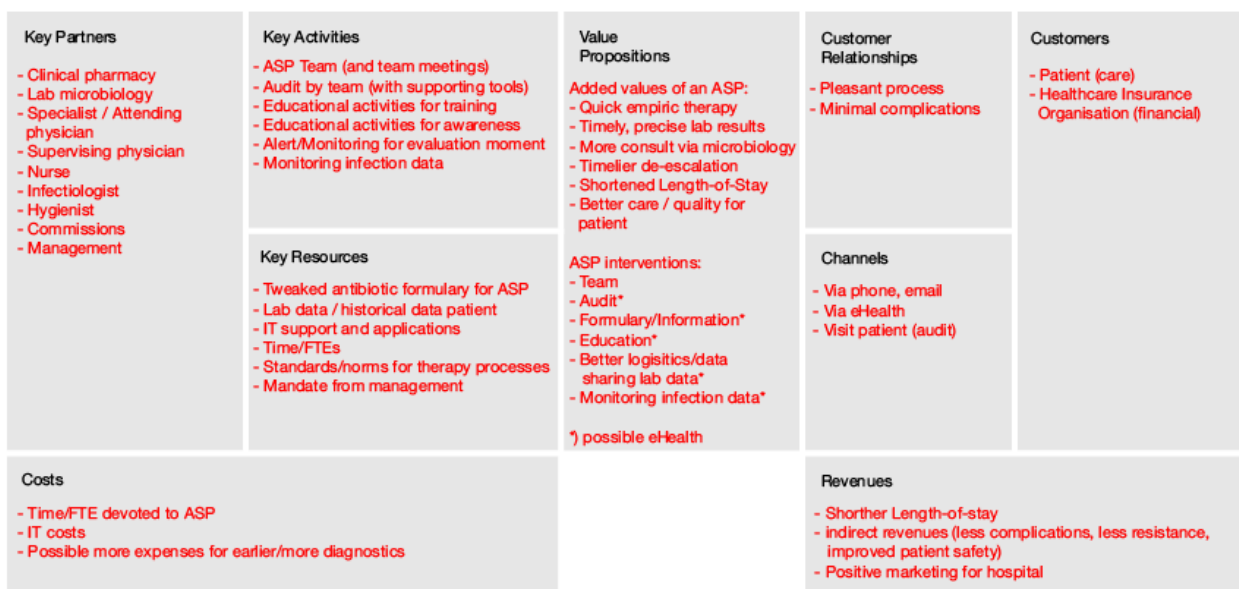 Key Partners
- Clinical pharmacy
- Lab microbiology
- Specialist / Attending
physician
- Supervising physician
- Nurse
- Infectiologist
- Hygienist
- Commissions
- Management
Key Activities
- ASP Team (and team meetings)
- Audit by team (with supporting tools)
- Educational activities for training
- Educational activities for awareness
- Alert/Monitoring for evaluation moment
- Monitoring infection data
Key Resources
- Tweaked antibiotic formulary for ASP
- Lab data / historical data patient
- IT support and applications
- Time/FTEs
- Standards/norms for therapy processes
- Mandate from management
Value
Propositions
Added values of an ASP:
- Quick empiric therapy
- Timely, precise lab results
- More consult via microbiology
- Timelier de-escalation
- Shortened Length-of-Stay
- Better care / quality for
patient
ASP interventions:
- Team
- Audit*
- Formulary/Information*
- Education*
- Better logisitics/data
sharing lab data*
- Monitoring infection data*
*) possible eHealth
Customer
Relationships
- Pleasant process
- Minimal complications
Channels
- Via phone, email
- Via eHealth
- Visit patient (audit)
Customers
- Patient (care)
- Healthcare Insurance
Organisation (financial)
Costs
- Time/FTE devoted to ASP
- IT costs
- Possible more expenses for earlier/more diagnostics
Revenues
- Shorther Length-of-stay
- indirect revenues (less complications, less resistance,
improved patient safety)
- Positive marketing for hospital